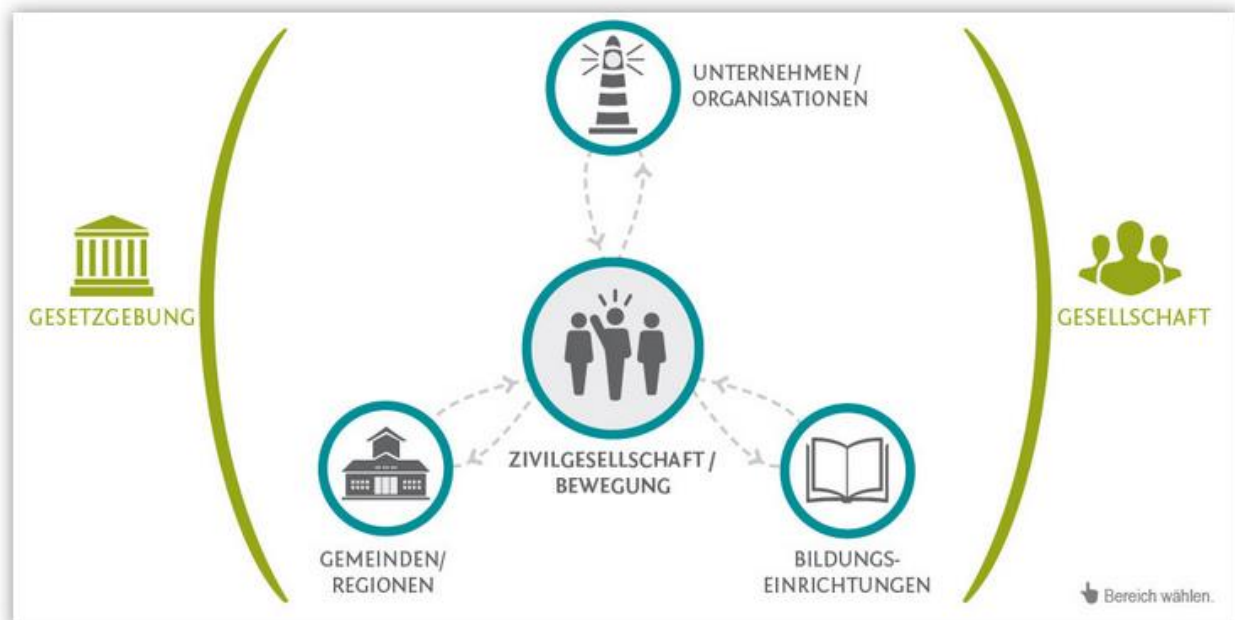 UNTERNEHMEN /
ORGANISATIONEN
GESETZGEBUNG
GESELLSCHAFT
ZIVILGESELLSCHAFT /
BEWEGUNG
GEMEINDEN/
REGIONEN
BILDUNGS-
EINRICHTUNGEN
Bereich wählen.